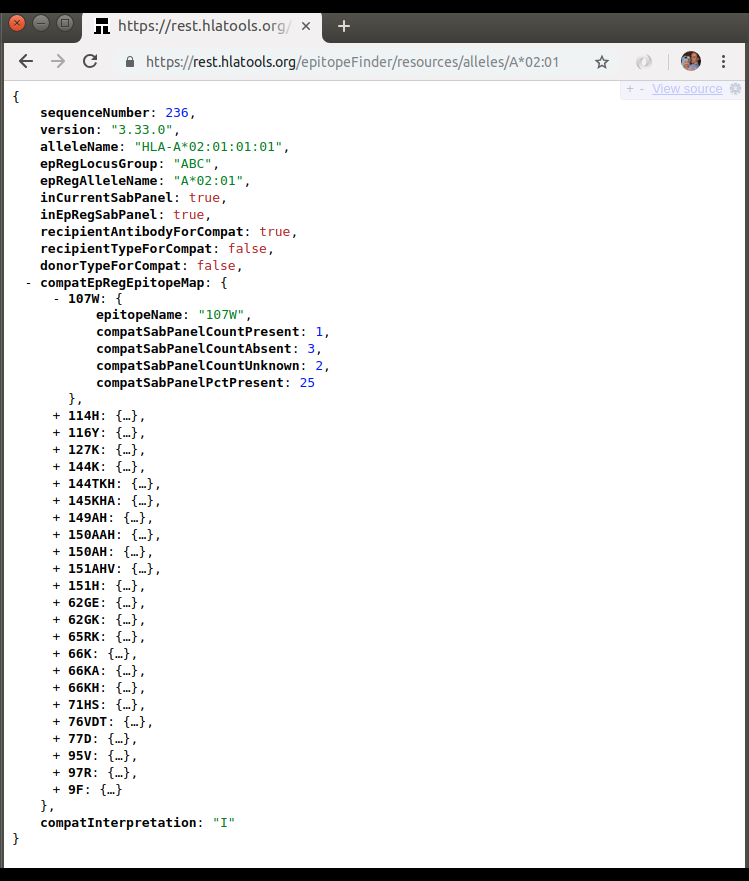 https://rest.hlatools.org/
https://rest.hlatools.org/epitopeFinder/resources/alleles/A*02:01
+ - View source
{
sequenceNumber: 236,
version: "3.33.0",
alleleName: "HLA-A*02:01:01:01",
epRegLocusGroup: "ABC",
epRegAlleleName: "A*02:01",
inCurrentSabPanel: true,
inEpRegSabPanel: true,
recipientAntibodyForCompat: true,
recipientTypeForCompat: false,
donorTypeForCompat: false,
- compatEpRegEpitopeMap: {
- 107W: {
epitopeName: "107W",
compatSabPanelCountPresent: 1,
compatSabPanelCountAbsent: 3,
compatSabPanelCountUnknown: 2,
compatSabPanelPctPresent: 25
},
+ 114H: {…},
+ 116Y: {…},
+ 127K: {…},
+ 144K: {…},
+ 144TKH: {…},
+ 145KHA: {…},
+ 149AH: {…},
+ 150AAH: {…},
+ 150AH: {…},
+ 151AHV: {…},
+ 151H: {…},
+ 62GE: {…},
+ 62GK: {…},
+ 65RK: {…},
+ 66K: {…},
+ 66KA: {…},
+ 66KH: {…},
+ 71HS: {…},
+ 76VDT: {…},
+ 77D: {…},
+ 95V: {…},
+ 97R: {…},
+ 9F: {…}
},
compatInterpretation: "I"
}